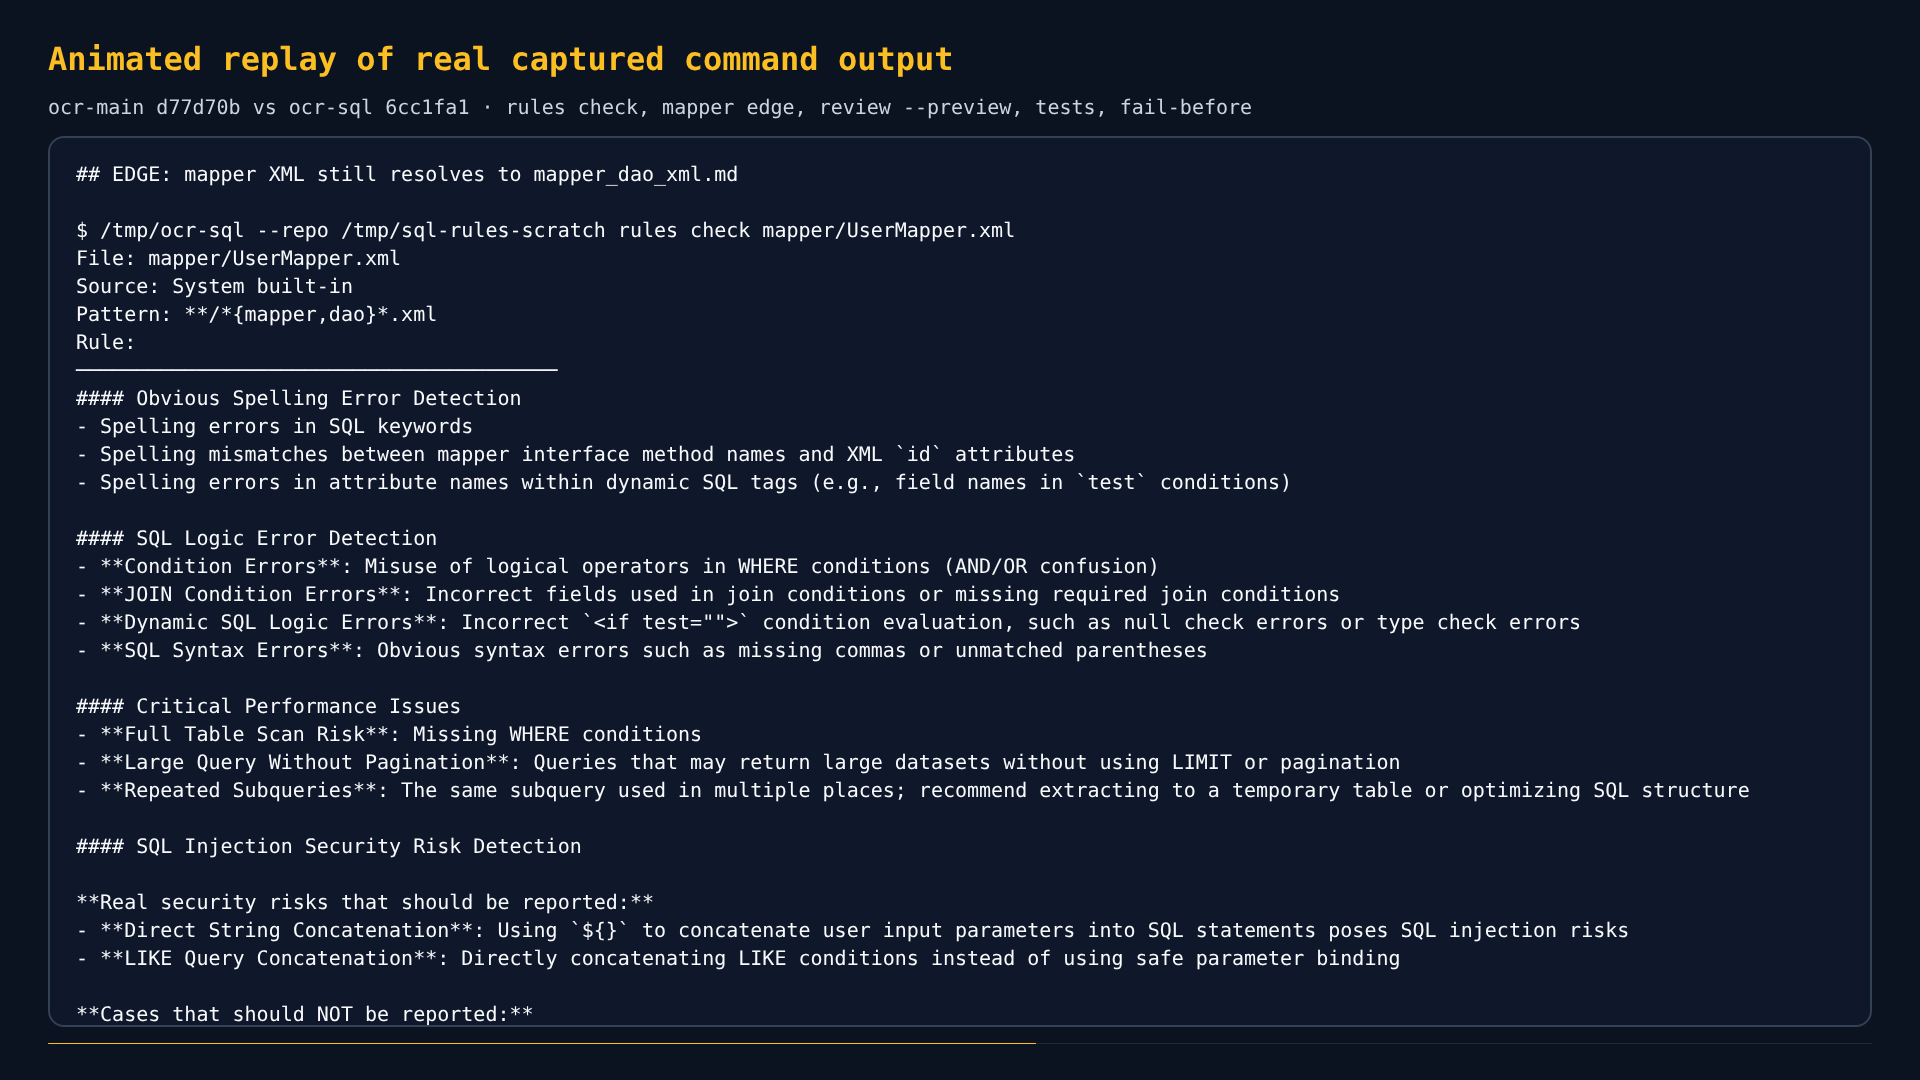 Animated replay of real captured command output
ocr-main d77d70b vs ocr-sql 6cc1fa1 · rules check, mapper edge, review --preview, tests, fail-before
## EDGE: mapper XML still resolves to mapper_dao_xml.md
$ /tmp/ocr-sql --repo /tmp/sql-rules-scratch rules check mapper/UserMapper.xml
File: mapper/UserMapper.xml
Source: System built-in
Pattern: **/*{mapper,dao}*.xml
Rule:
────────────────────────────────────────
#### Obvious Spelling Error Detection
- Spelling errors in SQL keywords
- Spelling mismatches between mapper interface method names and XML `id` attributes
- Spelling errors in attribute names within dynamic SQL tags (e.g., field names in `test` conditions)
#### SQL Logic Error Detection
- **Condition Errors**: Misuse of logical operators in WHERE conditions (AND/OR confusion)
- **JOIN Condition Errors**: Incorrect fields used in join conditions or missing required join conditions
- **Dynamic SQL Logic Errors**: Incorrect `<if test="">` condition evaluation, such as null check errors or type check errors
- **SQL Syntax Errors**: Obvious syntax errors such as missing commas or unmatched parentheses
#### Critical Performance Issues
- **Full Table Scan Risk**: Missing WHERE conditions
- **Large Query Without Pagination**: Queries that may return large datasets without using LIMIT or pagination
- **Repeated Subqueries**: The same subquery used in multiple places; recommend extracting to a temporary table or optimizing SQL structure
#### SQL Injection Security Risk Detection
**Real security risks that should be reported:**
- **Direct String Concatenation**: Using `${}` to concatenate user input parameters into SQL statements poses SQL injection risks
- **LIKE Query Concatenation**: Directly concatenating LIKE conditions instead of using safe parameter binding
**Cases that should NOT be reported:**